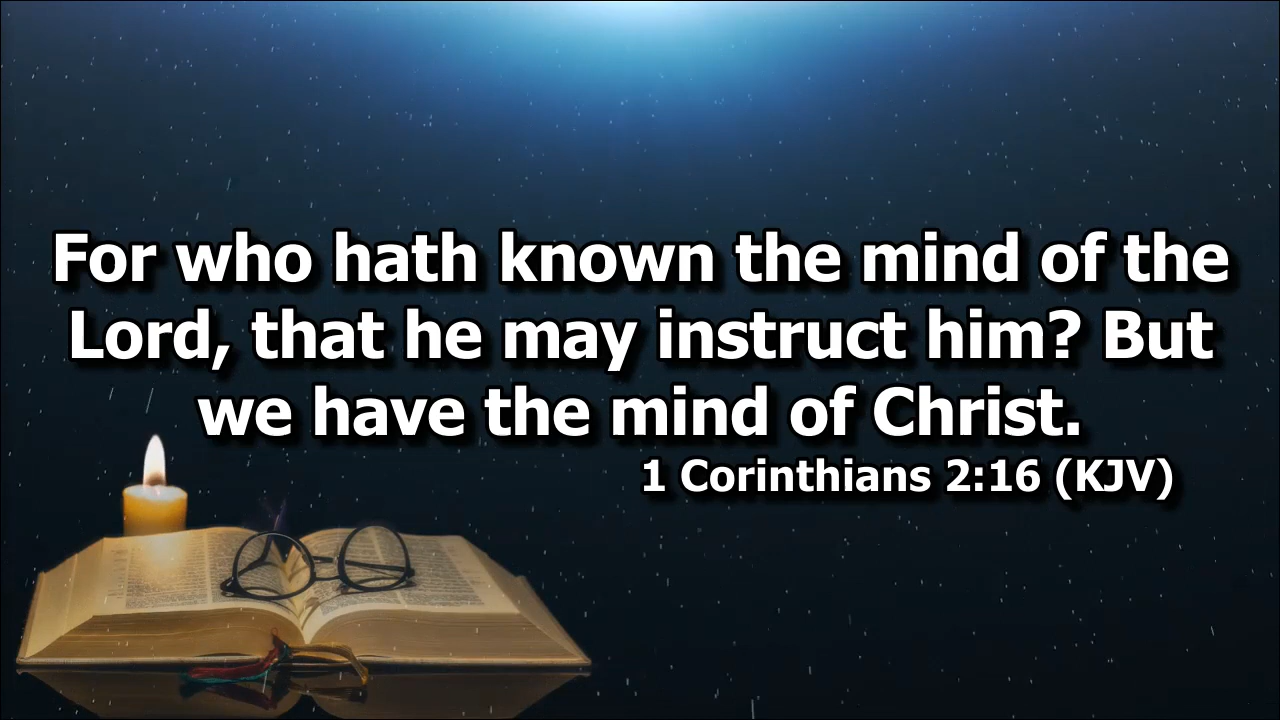 For who hath known the mind of the
Lord, that he may instruct him? But
we have the mind of Christ.
1 Corinthians 2:16 (KJV)